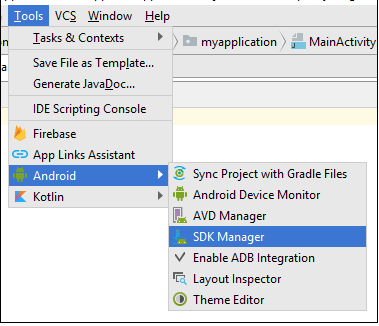 Tools VCS Window Help
Tasks & Contexts
myapplication
MainActivity
Save File as Template...
Generate JavaDoc...
IDE Scripting Console
Firebase
App Links Assistant
Android
Kotlin
Sync Project with Gradle Files
Android Device Monitor
AVD Manager
SDK Manager
Enable ADB Integration
Layout Inspector
Theme Editor